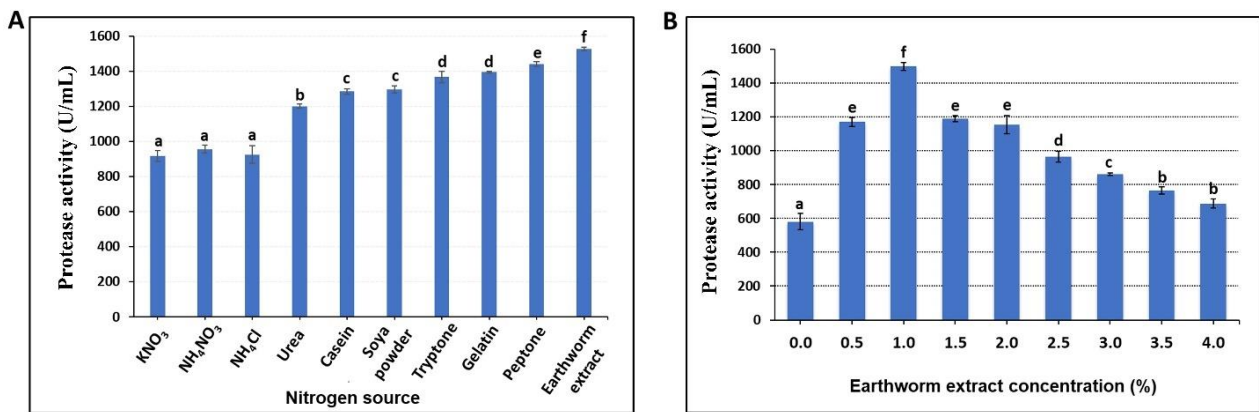 A
Protease activity (U/mL)
1600
1400
1200
1000
800
600
400
200
0
a
a
a
b
c
c
d
d
e
f
KNO₃
NH₄NO₃
NH₄Cl
Urea
Casein
Soya
powder
Tryptone
Gelatin
Peptone
Earthworm
extract
Nitrogen source
B
Protease activity (U/mL)
1600
1400
1200
1000
800
600
400
200
0
a
e
f
e
e
d
c
b
b
0.0 0.5 1.0 1.5 2.0 2.5 3.0 3.5 4.0
Earthworm extract concentration (%)